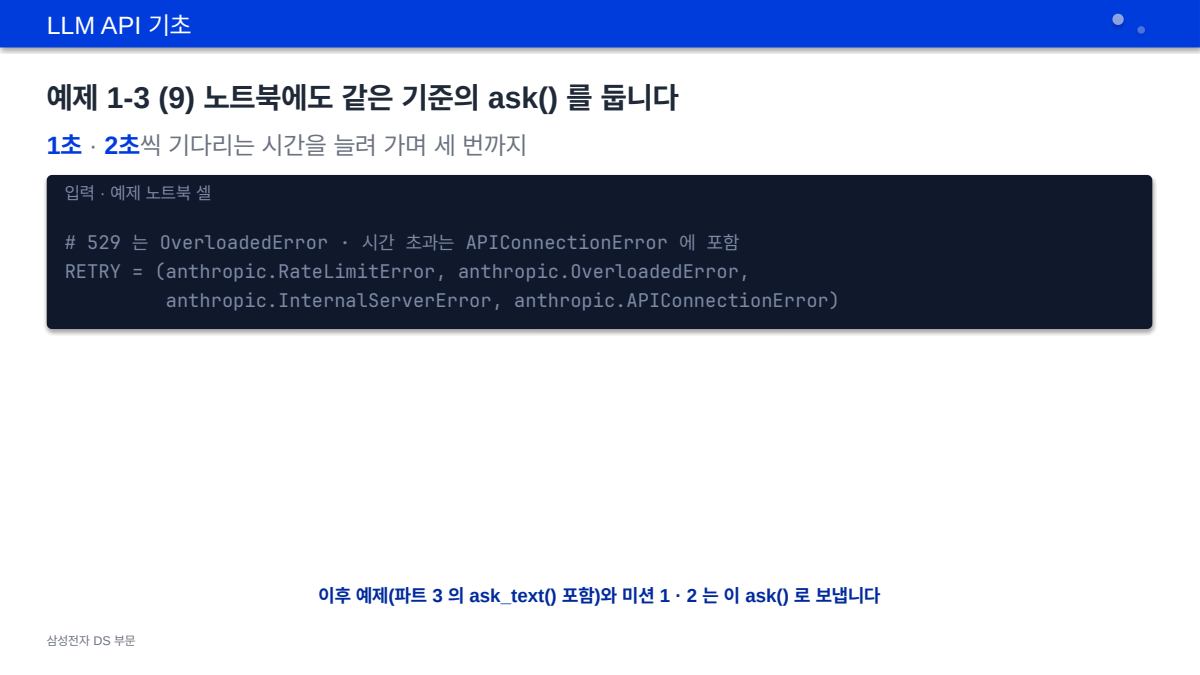 LLM API 기초
예제 1-3 (9) 노트북에도 같은 기준의 ask() 를 둡니다
1초 · 2초씩 기다리는 시간을 늘려 가며 세 번까지
입력 · 예제 노트북 셀
# 529 는 OverloadedError · 시간 초과는 APIConnectionError 에 포함
RETRY = (anthropic.RateLimitError, anthropic.OverloadedError,
         anthropic.InternalServerError, anthropic.APIConnectionError)
이후 예제(파트 3 의 ask_text() 포함)와 미션 1 · 2 는 이 ask() 로 보냅니다
삼성전자 DS 부문